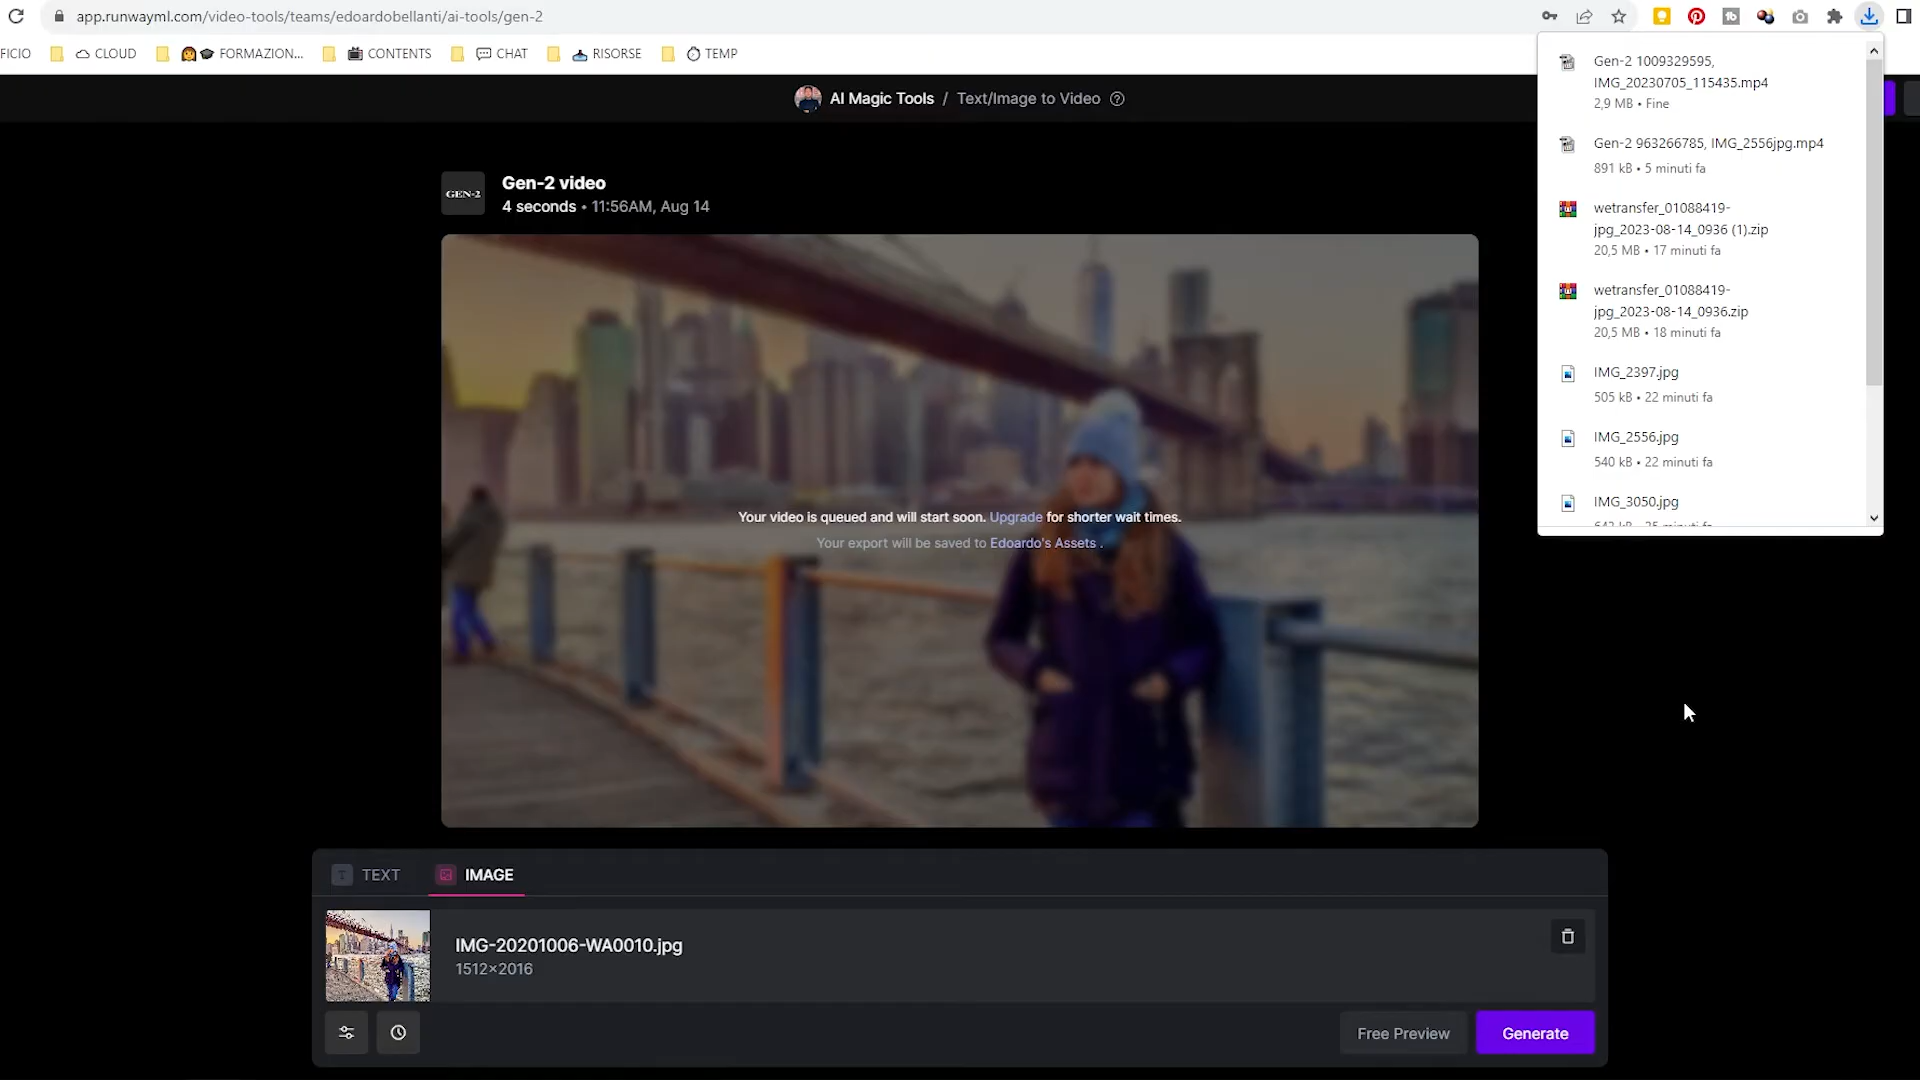 app.runwayml.com/video-tools/teams/edoardobellanti/ai-tools/gen-2
FICIO
CLOUD
FORMAZION...
CONTENTS
CHAT
RISORSE
TEMP
AI Magic Tools / Text/Image to Video
Gen-2 1009329595,
IMG_20230705_115435.mp4
2,9 MB • Fine
Gen-2 963266785, IMG_2556jpg.mp4
891 kB • 5 minuti fa
wetransfer_01088419-
jpg_2023-08-14_0936 (1).zip
20,5 MB • 17 minuti fa
wetransfer_01088419-
jpg_2023-08-14_0936.zip
20,5 MB • 18 minuti fa
IMG_2397.jpg
505 kB • 22 minuti fa
IMG_2556.jpg
540 kB • 22 minuti fa
IMG_3050.jpg
GEN-2
Gen-2 video
4 seconds • 11:56AM, Aug 14
Your video is queued and will start soon. Upgrade for shorter wait times.
Your export will be saved to Edoardo's Assets .
TEXT
IMAGE
IMG-20201006-WA0010.jpg
1512×2016
Free Preview
Generate